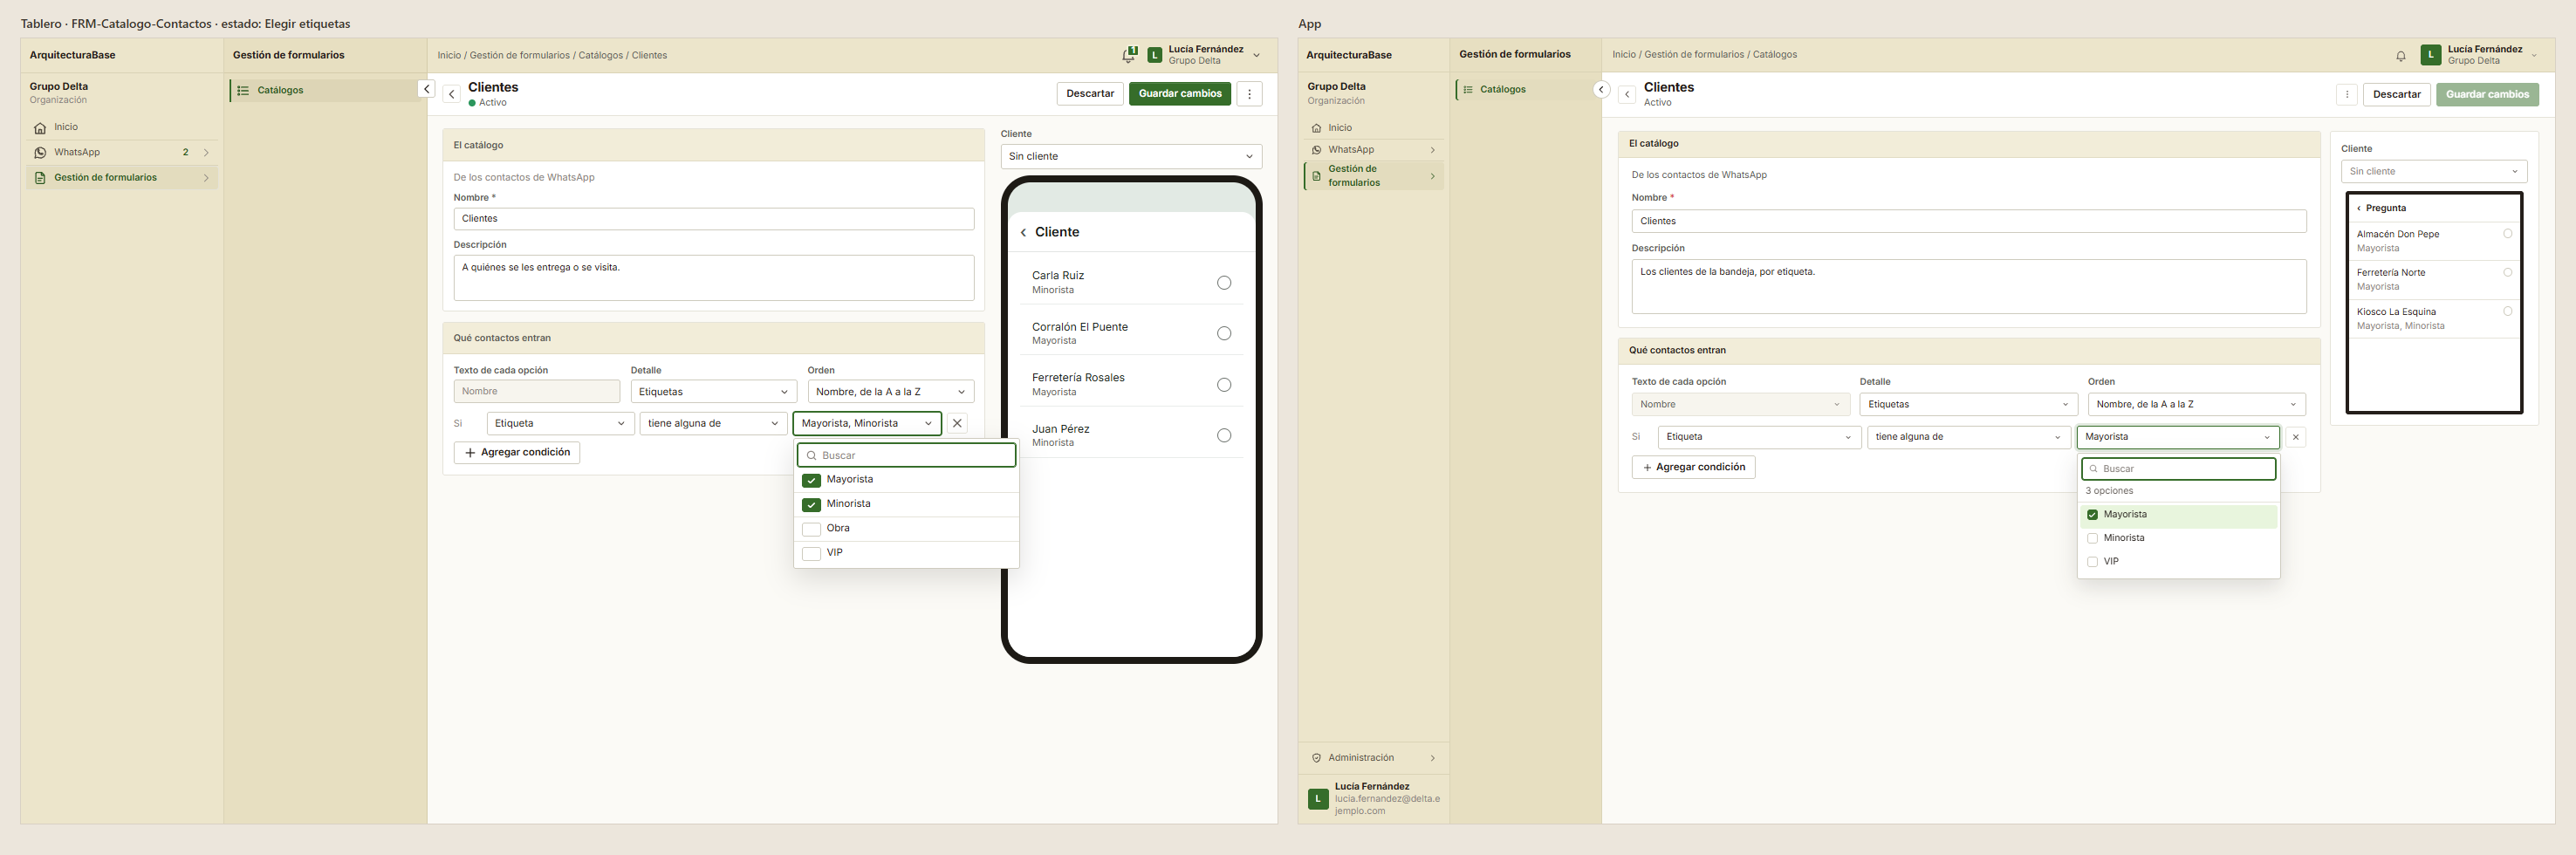 Tablero · FRM-Catalogo-Contactos · estado: Elegir etiquetas
ArquitecturaBase
Gestión de formularios
Inicio / Gestión de formularios / Catálogos / Clientes
1
L
Lucía Fernández
Grupo Delta
Grupo Delta
Organización
Inicio
WhatsApp
2
Gestión de formularios
Catálogos
Clientes
Activo
Descartar
Guardar cambios
El catálogo
De los contactos de WhatsApp
Nombre *
Clientes
Descripción
A quiénes se les entrega o se visita.
Qué contactos entran
Texto de cada opción
Detalle
Orden
Nombre
Etiquetas
Nombre, de la A a la Z
Si
Etiqueta
tiene alguna de
Mayorista, Minorista
Agregar condición
Buscar
Mayorista
Minorista
Obra
VIP
Cliente
Sin cliente
Cliente
Carla Ruiz
Minorista
Corralón El Puente
Mayorista
Ferretería Rosales
Mayorista
Juan Pérez
Minorista
App
ArquitecturaBase
Gestión de formularios
Inicio / Gestión de formularios / Catálogos
L
Lucía Fernández
Grupo Delta
Grupo Delta
Organización
Inicio
WhatsApp
Gestión de
formularios
Catálogos
Clientes
Activo
Descartar
Guardar cambios
El catálogo
De los contactos de WhatsApp
Nombre *
Clientes
Descripción
Los clientes de la bandeja, por etiqueta.
Qué contactos entran
Texto de cada opción
Detalle
Orden
Nombre
Etiquetas
Nombre, de la A a la Z
Si
Etiqueta
tiene alguna de
Mayorista
Agregar condición
Buscar
3 opciones
Mayorista
Minorista
VIP
Cliente
Sin cliente
Pregunta
Almacén Don Pepe
Mayorista
Ferretería Norte
Mayorista
Kiosco La Esquina
Mayorista, Minorista
Administración
L
Lucía Fernández
lucia.fernandez@delta.e
jemplo.com